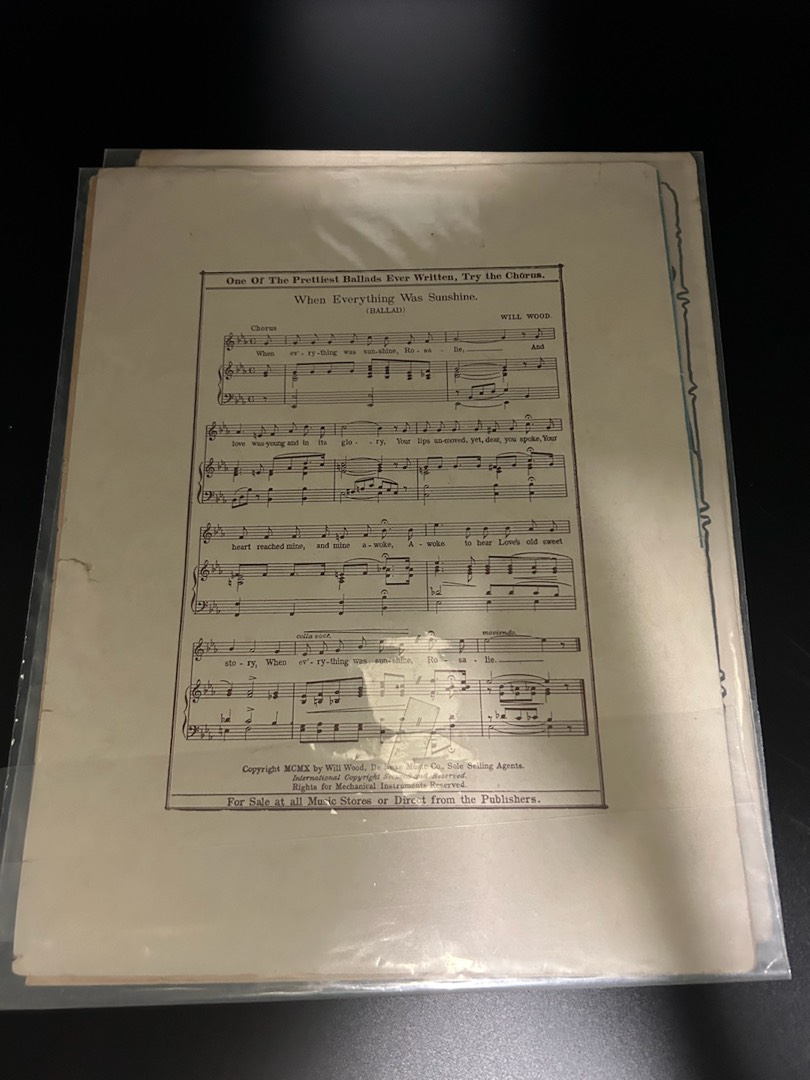 One Of The Prettiest Ballads Ever Written, Try the Chorus.
When Everything Was Sunshine.
(BALLAD)
WILL WOOD.
Chorus
When ev'-ry-thing was sun-shine, Ro-sa-lie, And
love was young and in its glo-ry, Your lips un-moved, yet, dear, you spoke, Your
heart reached mine, and mine a-woke, A-woke to hear Love's old sweet
colla voce. movendo.
sto-ry, When ev'-ry-thing was sun-shine, Ro-sa-lie.
Copyright MCMX by Will Wood, De Luxe Music Co., Sole Selling Agents.
International Copyright Secured and Reserved.
Rights for Mechanical Instruments Reserved.
For Sale at all Music Stores or Direct from the Publishers.